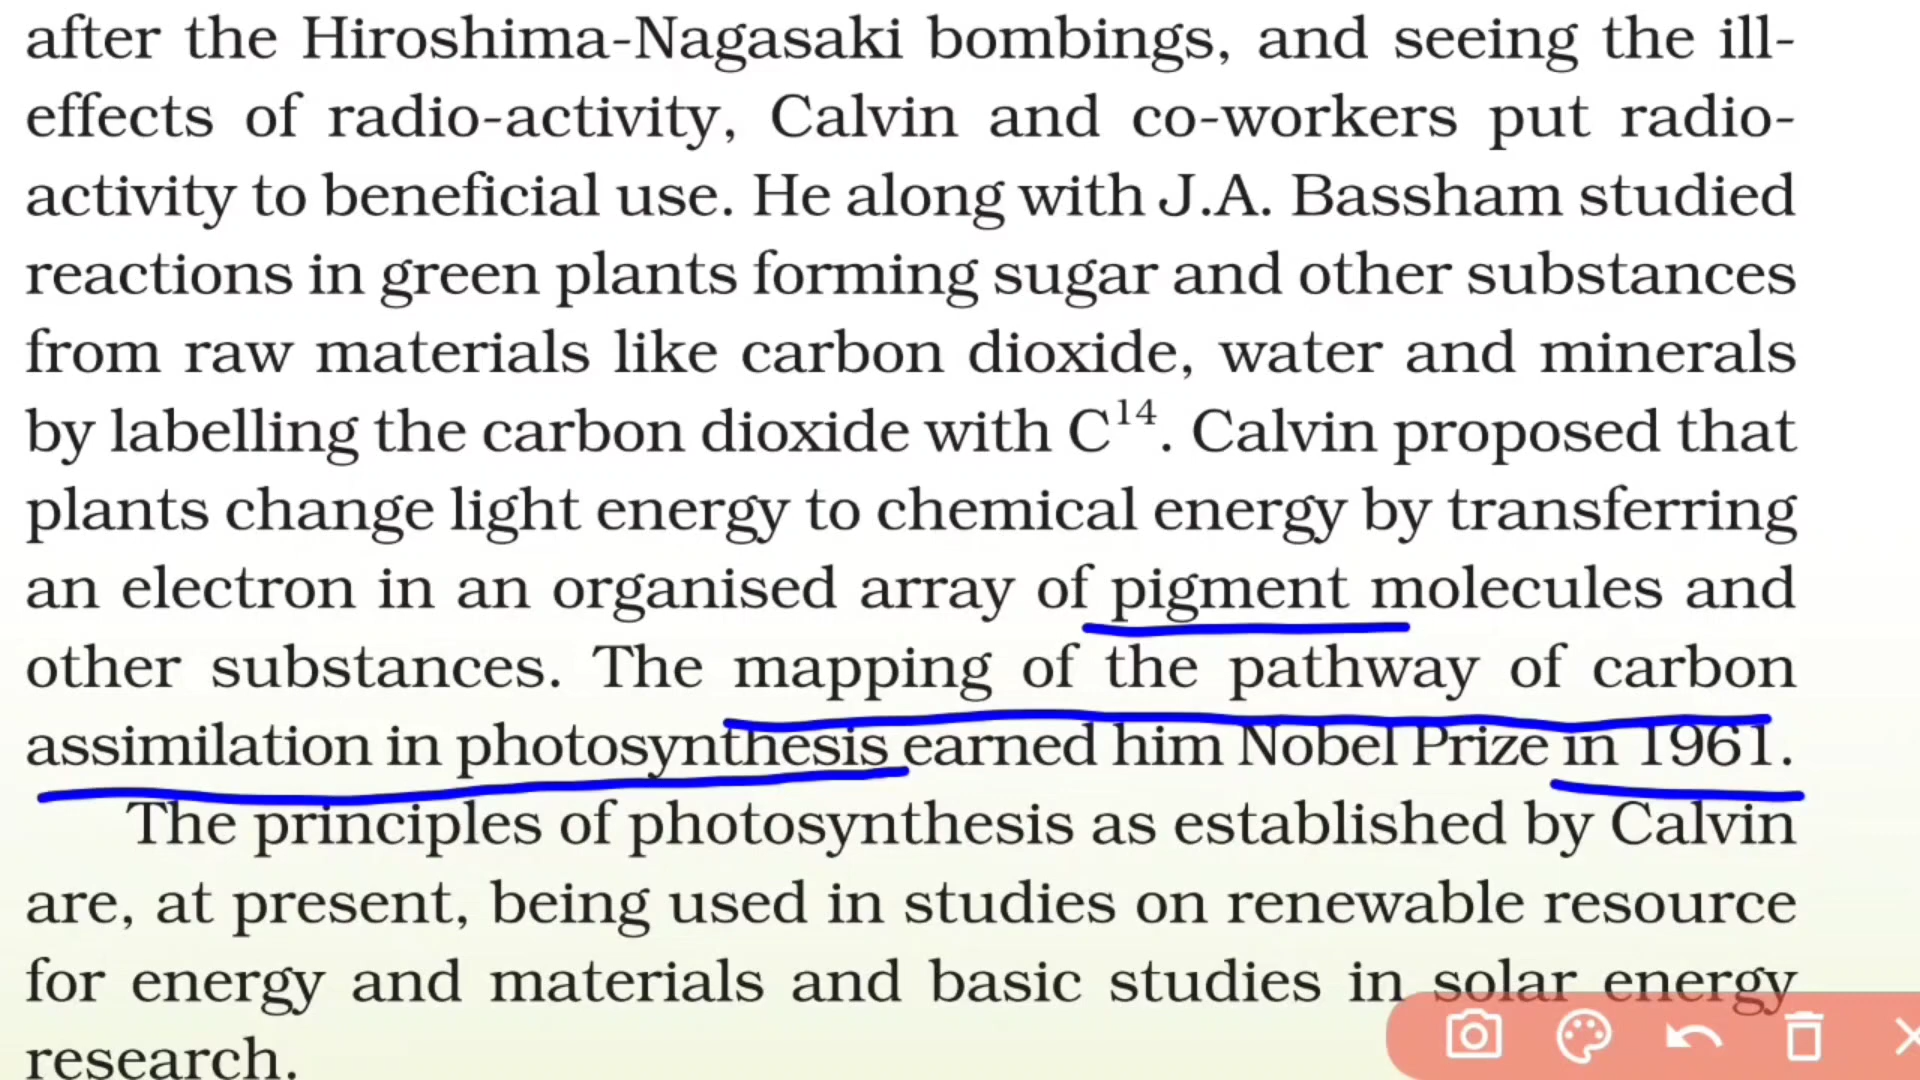 after the Hiroshima-Nagasaki bombings, and seeing the ill-
effects of radio-activity, Calvin and co-workers put radio-
activity to beneficial use. He along with J.A. Bassham studied
reactions in green plants forming sugar and other substances
from raw materials like carbon dioxide, water and minerals
by labelling the carbon dioxide with C¹⁴. Calvin proposed that
plants change light energy to chemical energy by transferring
an electron in an organised array of pigment molecules and
other substances. The mapping of the pathway of carbon
assimilation in photosynthesis earned him Nobel Prize in 1961.
The principles of photosynthesis as established by Calvin
are, at present, being used in studies on renewable resource
for energy and materials and basic studies in solar energy
research.